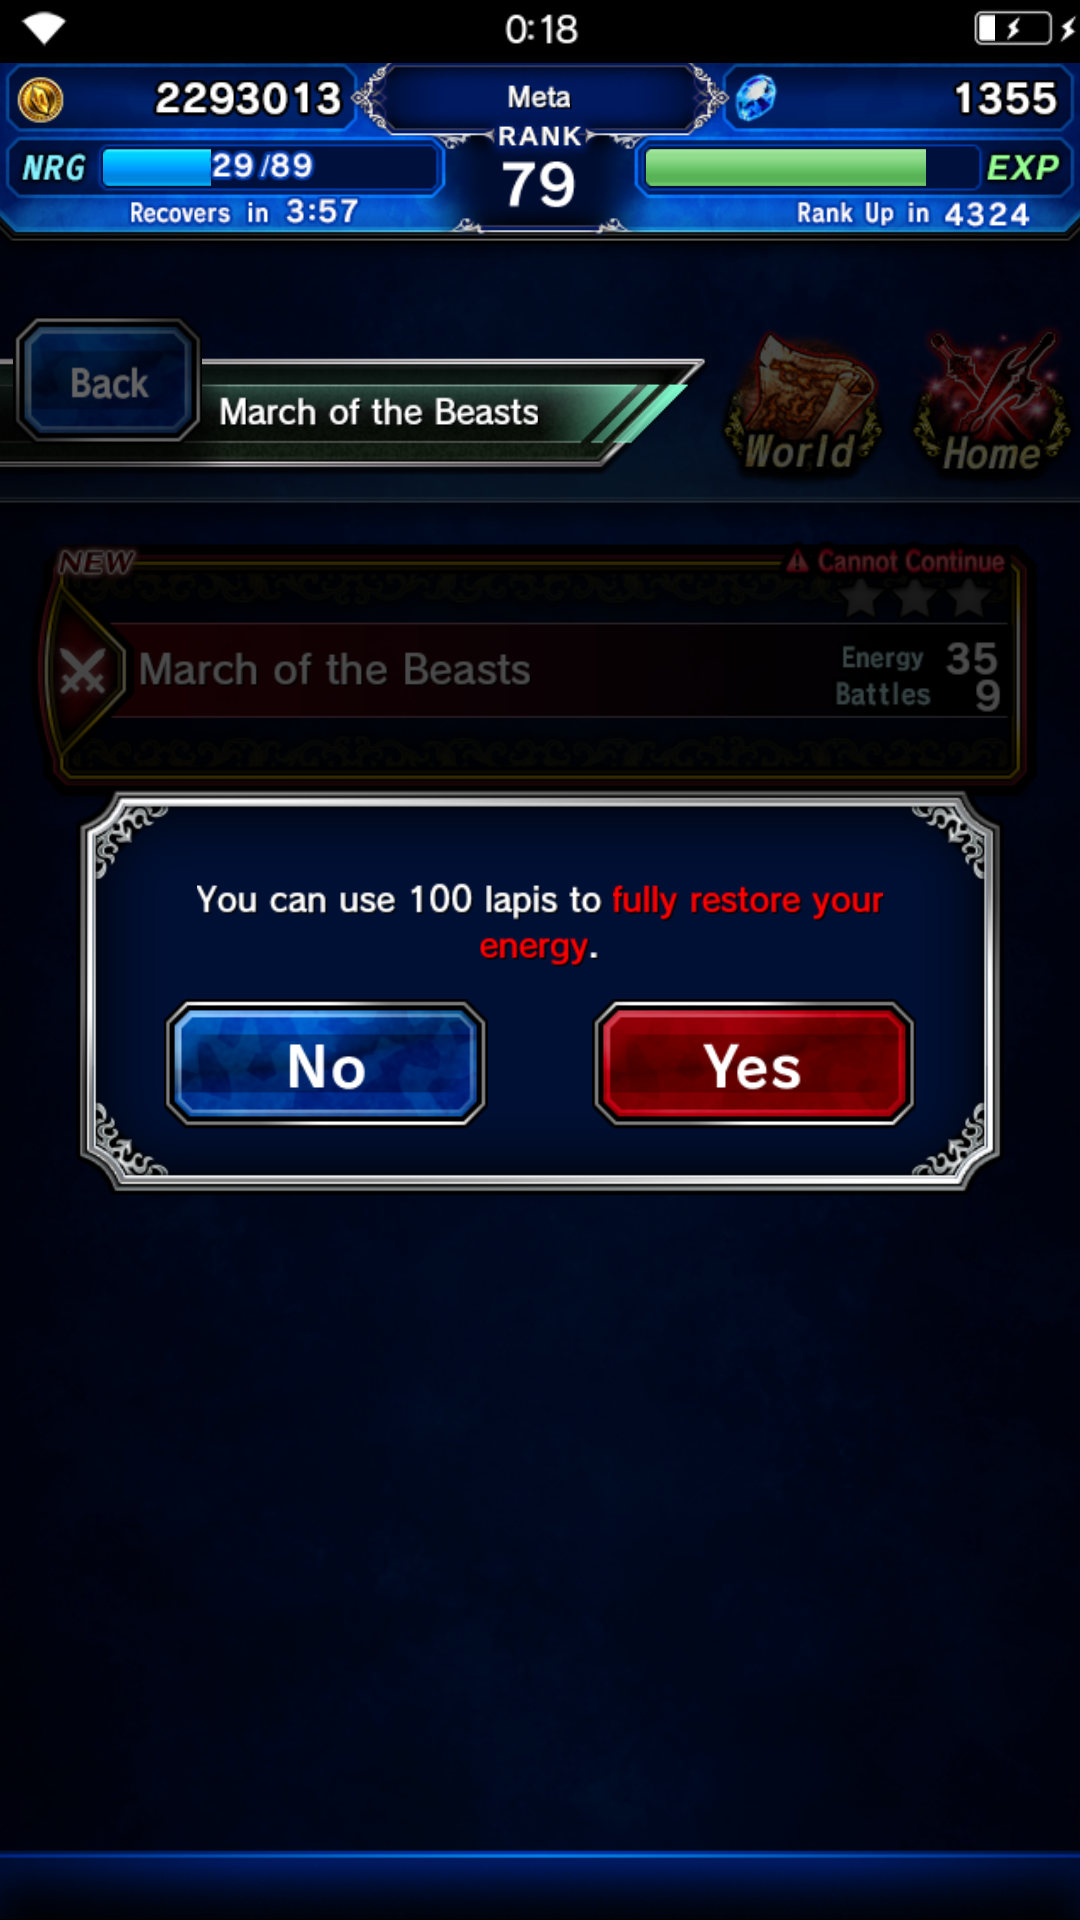 0:18
2293013
Meta
1355
RANK
79
NRG 29/89
EXP
Recovers in 3:57
Rank Up in 4324
Back
March of the Beasts
World
Home
NEW
Cannot Continue
March of the Beasts
Energy 35
Battles 9
You can use 100 lapis to fully restore your
energy.
No
Yes